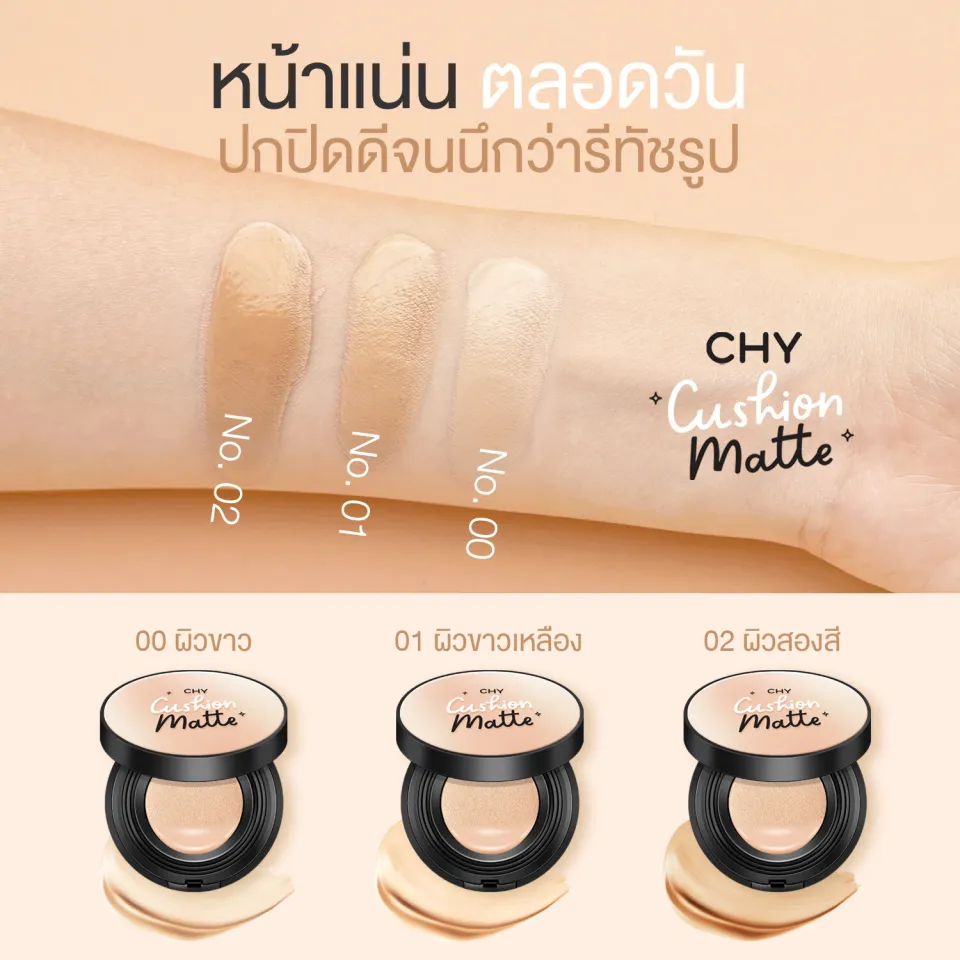 หน้าแน่น ตลอดวัน
ปกปิดดีจนนึกว่ารีทัชรูป
CHY
Cushion
Matte
No. 02
No. 01
No. 00
00 ผิวขาว
01 ผิวขาวเหลือง
02 ผิวสองสี
CHY
Cushion
Matte
CHY
Cushion
Matte
CHY
Cushion
Matte